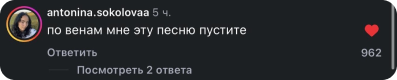 antonina.sokolovaa 5 ч.
по венам мне эту песню пустите
Ответить 962
Посмотреть 2 ответа